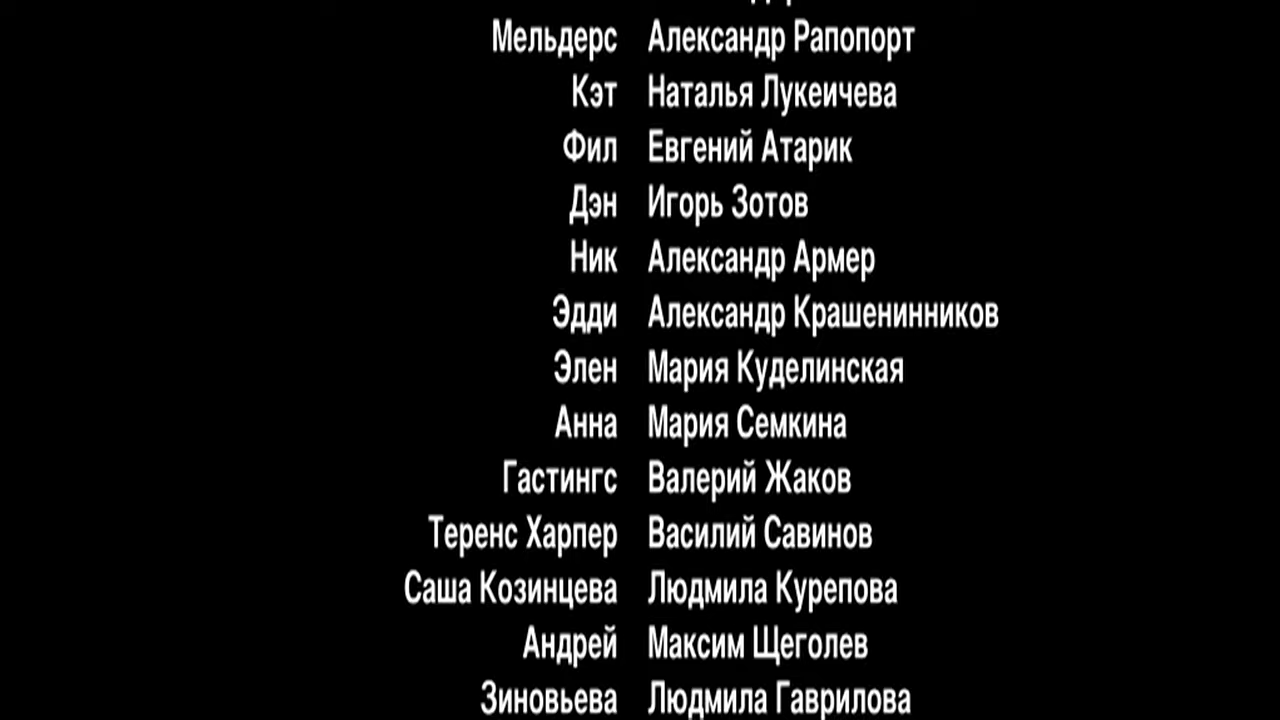 Мельдерс Александр Рапопорт
Кэт Наталья Лукеичева
Фил Евгений Атарик
Дэн Игорь Зотов
Ник Александр Армер
Эдди Александр Крашенинников
Элен Мария Куделинская
Анна Мария Семкина
Гастингс Валерий Жаков
Теренс Харпер Василий Савинов
Саша Козинцева Людмила Курепова
Андрей Максим Щеголев
Зиновьева Людмила Гаврилова